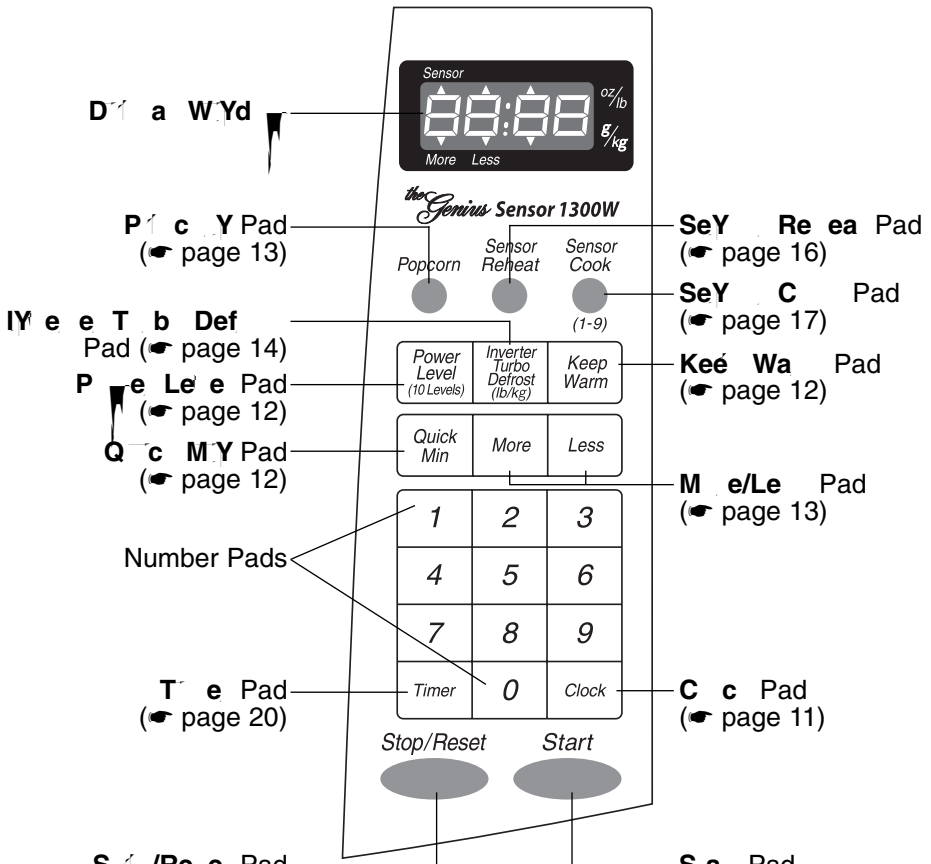 Sensor
oz/lb
88:88
g/kg
More Less
the Genius Sensor 1300W
Pad
(☛ page 13)
Pad
(☛ page 16)
Popcorn
Sensor
Reheat
Sensor
Cook
(1-9)
Pad
(☛ page 17)
Pad (☛ page 14)
Pad
(☛ page 12)
Pad
(☛ page 12)
Power
Level
(10 Levels)
Inverter
Turbo
Defrost
(lb/kg)
Keep
Warm
Pad
(☛ page 12)
Quick
Min
More
Less
Pad
(☛ page 13)
Number Pads
1 2 3
4 5 6
7 8 9
Timer 0 Clock
Pad
(☛ page 20)
Pad
(☛ page 11)
Stop/Reset
Start
Pad
Pad